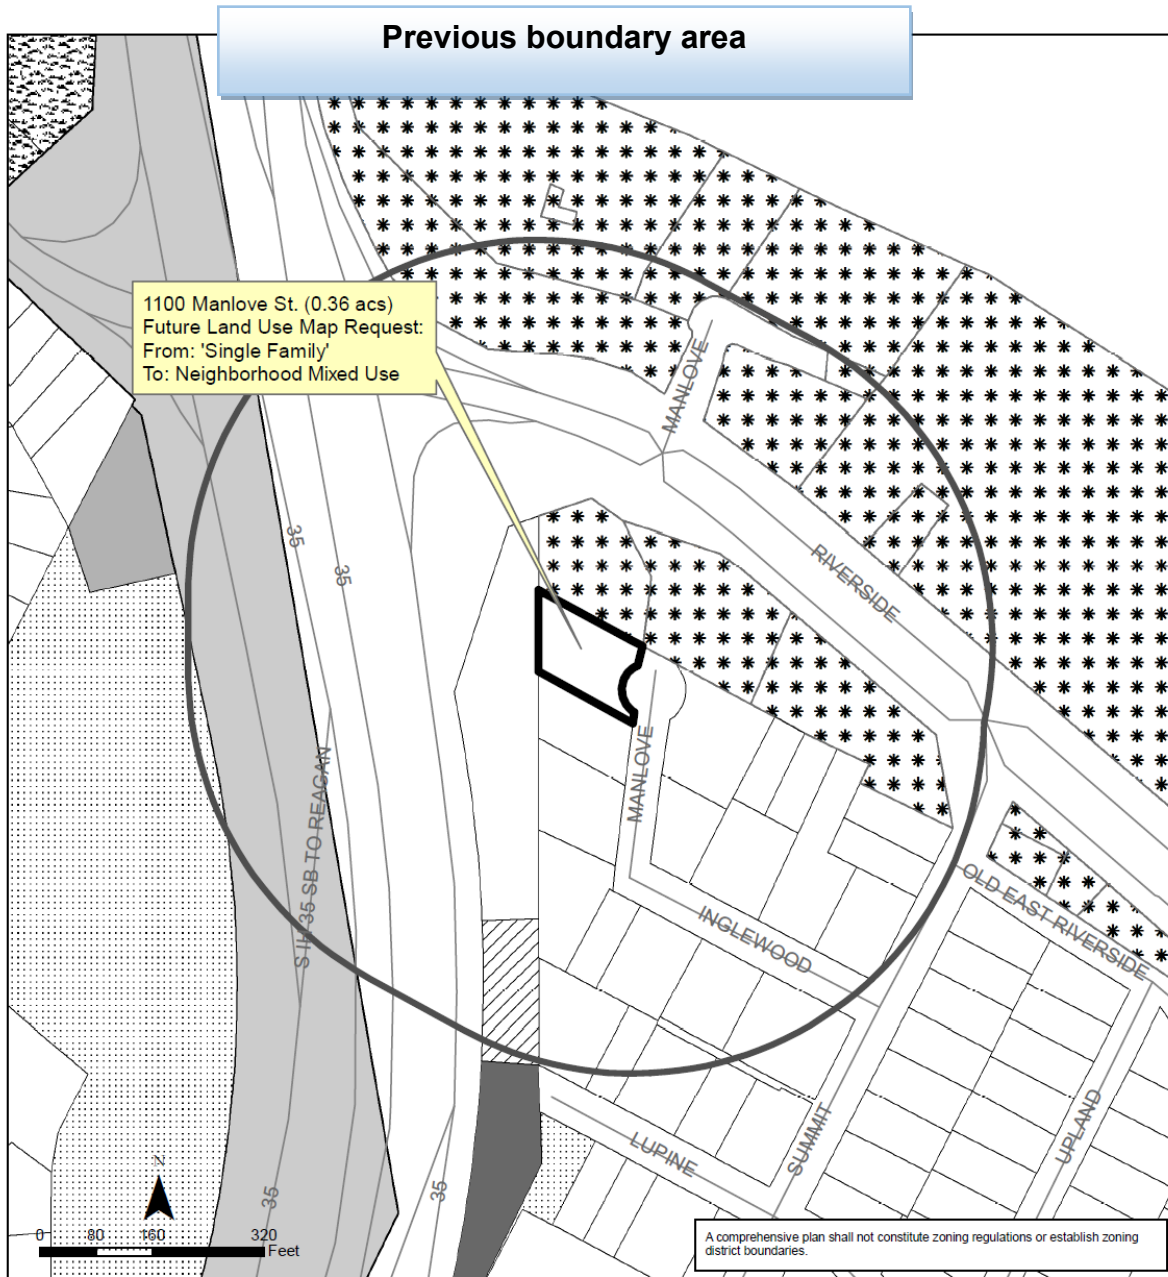 Previous boundary area
1100 Manlove St. (0.36 acs)
Future Land Use Map Request:
From: 'Single Family'
To: Neighborhood Mixed Use
MANLOVE
RIVERSIDE
35
35
MANLOVE
S IH 35 SB TO REAGAN
OLD EAST RIVERSIDE
INGLEWOOD
SUMMIT
UPLAND
LUPINE
35
35
N
0 80 160 320
Feet
A comprehensive plan shall not constitute zoning regulations or establish zoning
district boundaries.